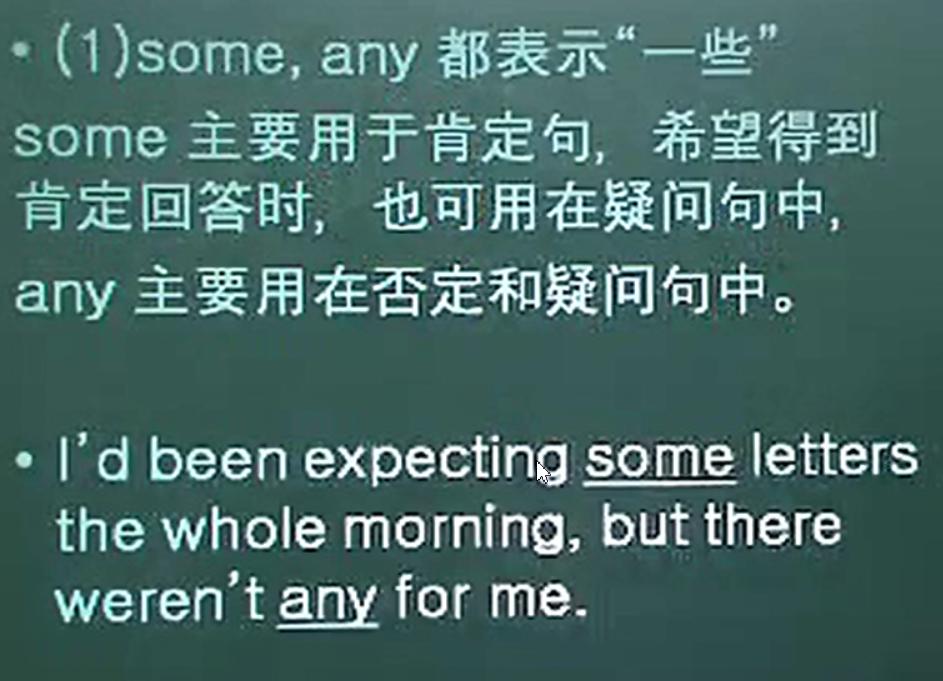 • (1)some, any 都表示“一些”
some 主要用于肯定句, 希望得到
肯定回答时, 也可用在疑问句中,
any 主要用在否定和疑问句中。
• I’d been expecting some letters
the whole morning, but there
weren’t any for me.